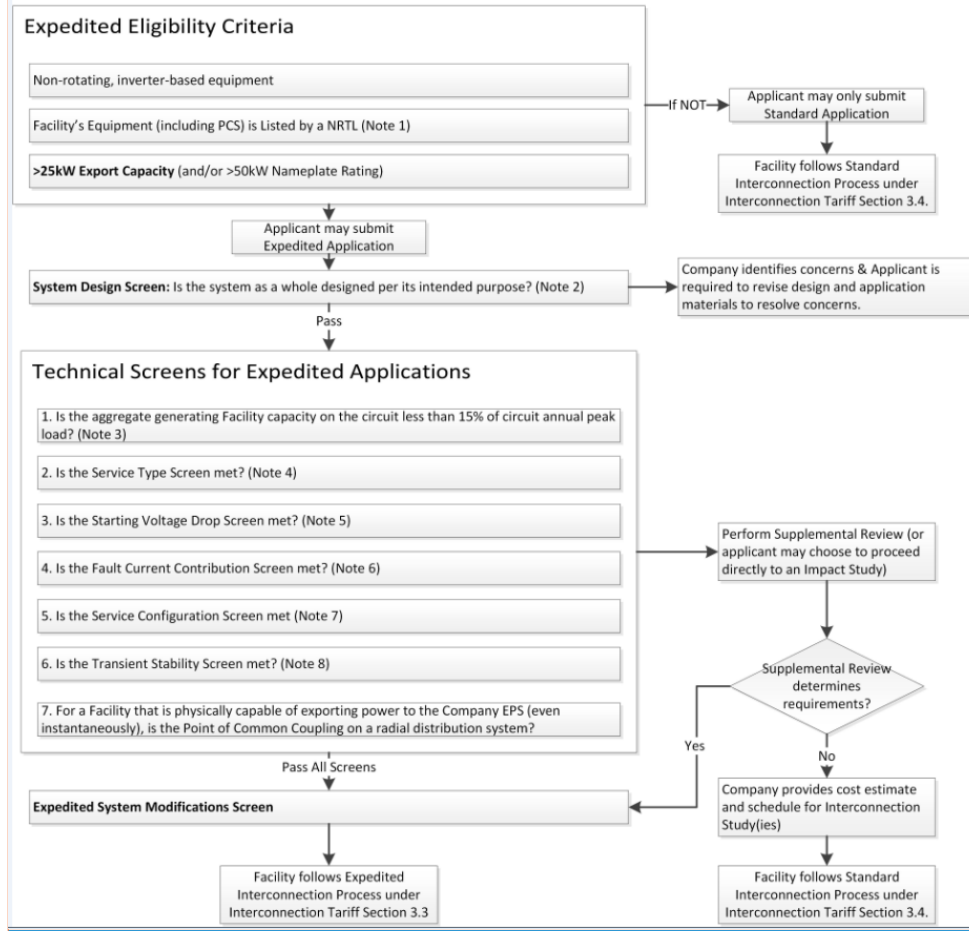 Expedited Eligibility Criteria
Non-rotating, inverter-based equipment
Facility's Equipment (including PCS) is Listed by a NRTL (Note 1)
>25kW Export Capacity (and/or >50kW Nameplate Rating)
If NOT
Applicant may only submit
Standard Application
Facility follows Standard
Interconnection Process under
Interconnection Tariff Section 3.4.
Applicant may submit
Expedited Application
System Design Screen: Is the system as a whole designed per its intended purpose? (Note 2)
Company identifies concerns & Applicant is
required to revise design and application
materials to resolve concerns.
Pass
Technical Screens for Expedited Applications
1. Is the aggregate generating Facility capacity on the circuit less than 15% of circuit annual peak
load? (Note 3)
2. Is the Service Type Screen met? (Note 4)
3. Is the Starting Voltage Drop Screen met? (Note 5)
4. Is the Fault Current Contribution Screen met? (Note 6)
5. Is the Service Configuration Screen met (Note 7)
6. Is the Transient Stability Screen met? (Note 8)
7. For a Facility that is physically capable of exporting power to the Company EPS (even
instantaneously), is the Point of Common Coupling on a radial distribution system?
Perform Supplemental Review (or
applicant may choose to proceed
directly to an Impact Study)
Supplemental Review
determines
requirements?
Yes
No
Pass All Screens
Expedited System Modifications Screen
Company provides cost estimate
and schedule for Interconnection
Study(ies)
Facility follows Expedited
Interconnection Process under
Interconnection Tariff Section 3.3
Facility follows Standard
Interconnection Process under
Interconnection Tariff Section 3.4.